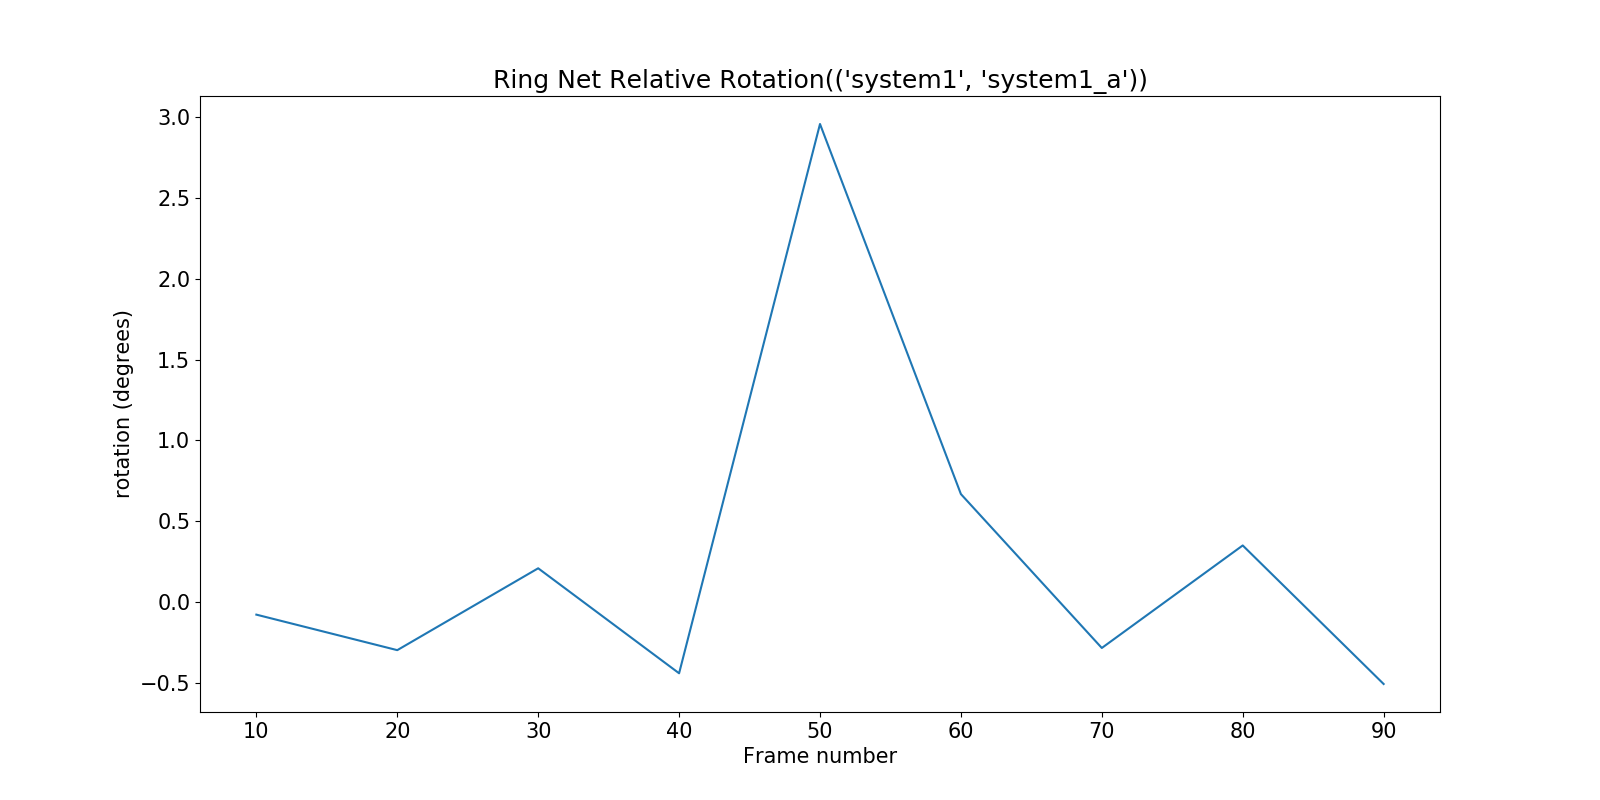 Ring Net Relative Rotation(('system1', 'system1_a'))
3.0
2.5
2.0
1.5
1.0
0.5
0.0
−0.5
rotation (degrees)
10 20 30 40 50 60 70 80 90
Frame number